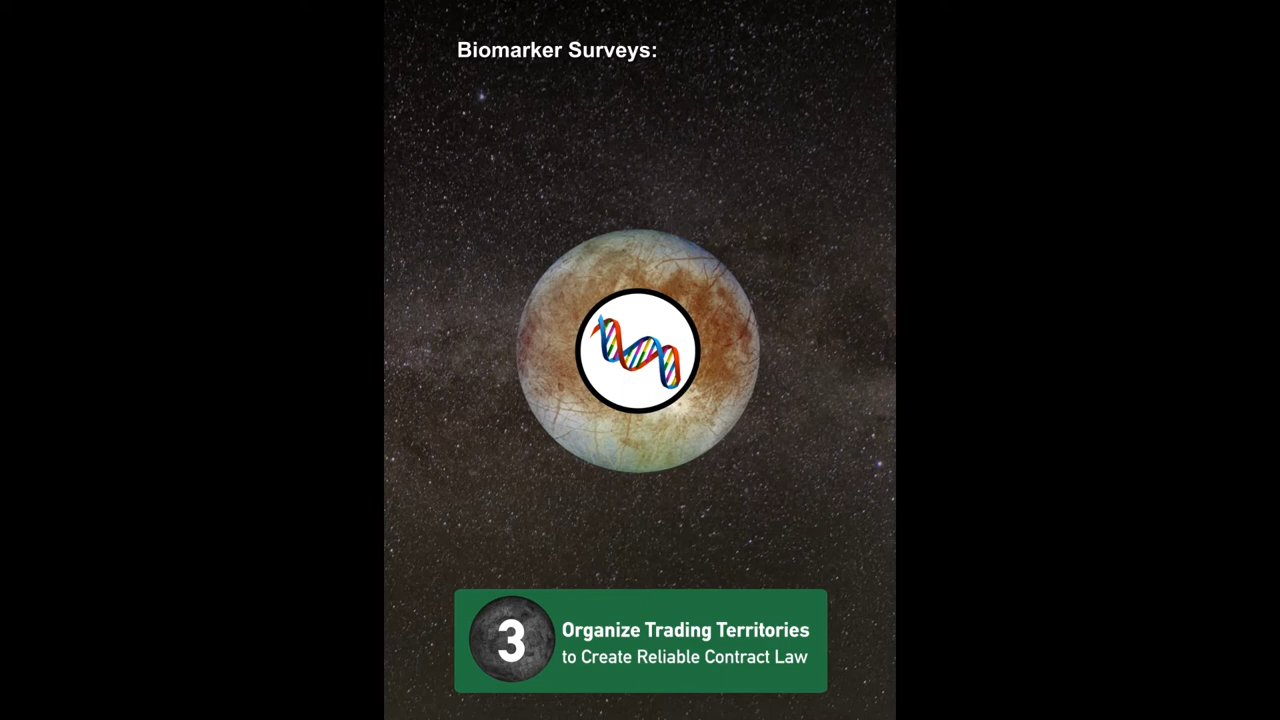 Biomarker Surveys:
3
Organize Trading Territories
to Create Reliable Contract Law